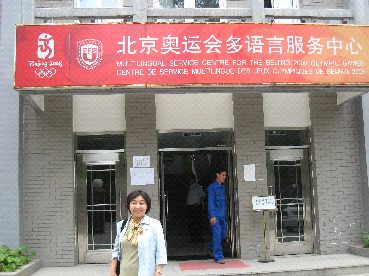 Beijing 2008
北京奥运会多语言服务中心
MULTILINGUAL SERVICE CENTRE FOR THE BEIJING 2008 OLYMPIC GAMES
CENTRE DE SERVICE MULTILINGUE DES JEUX OLYMPIQUES DE BEIJING 2008